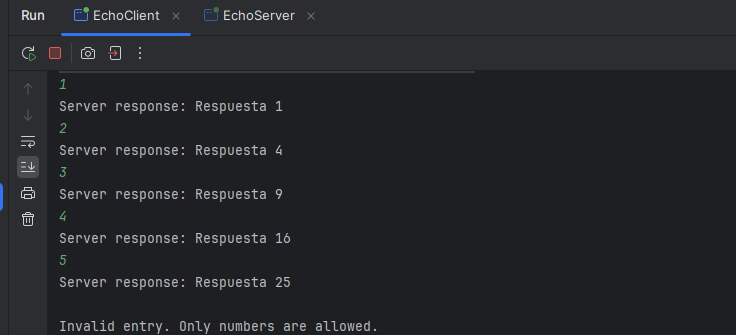 Run EchoClient EchoServer
1
Server response: Respuesta 1
2
Server response: Respuesta 4
3
Server response: Respuesta 9
4
Server response: Respuesta 16
5
Server response: Respuesta 25
Invalid entry. Only numbers are allowed.